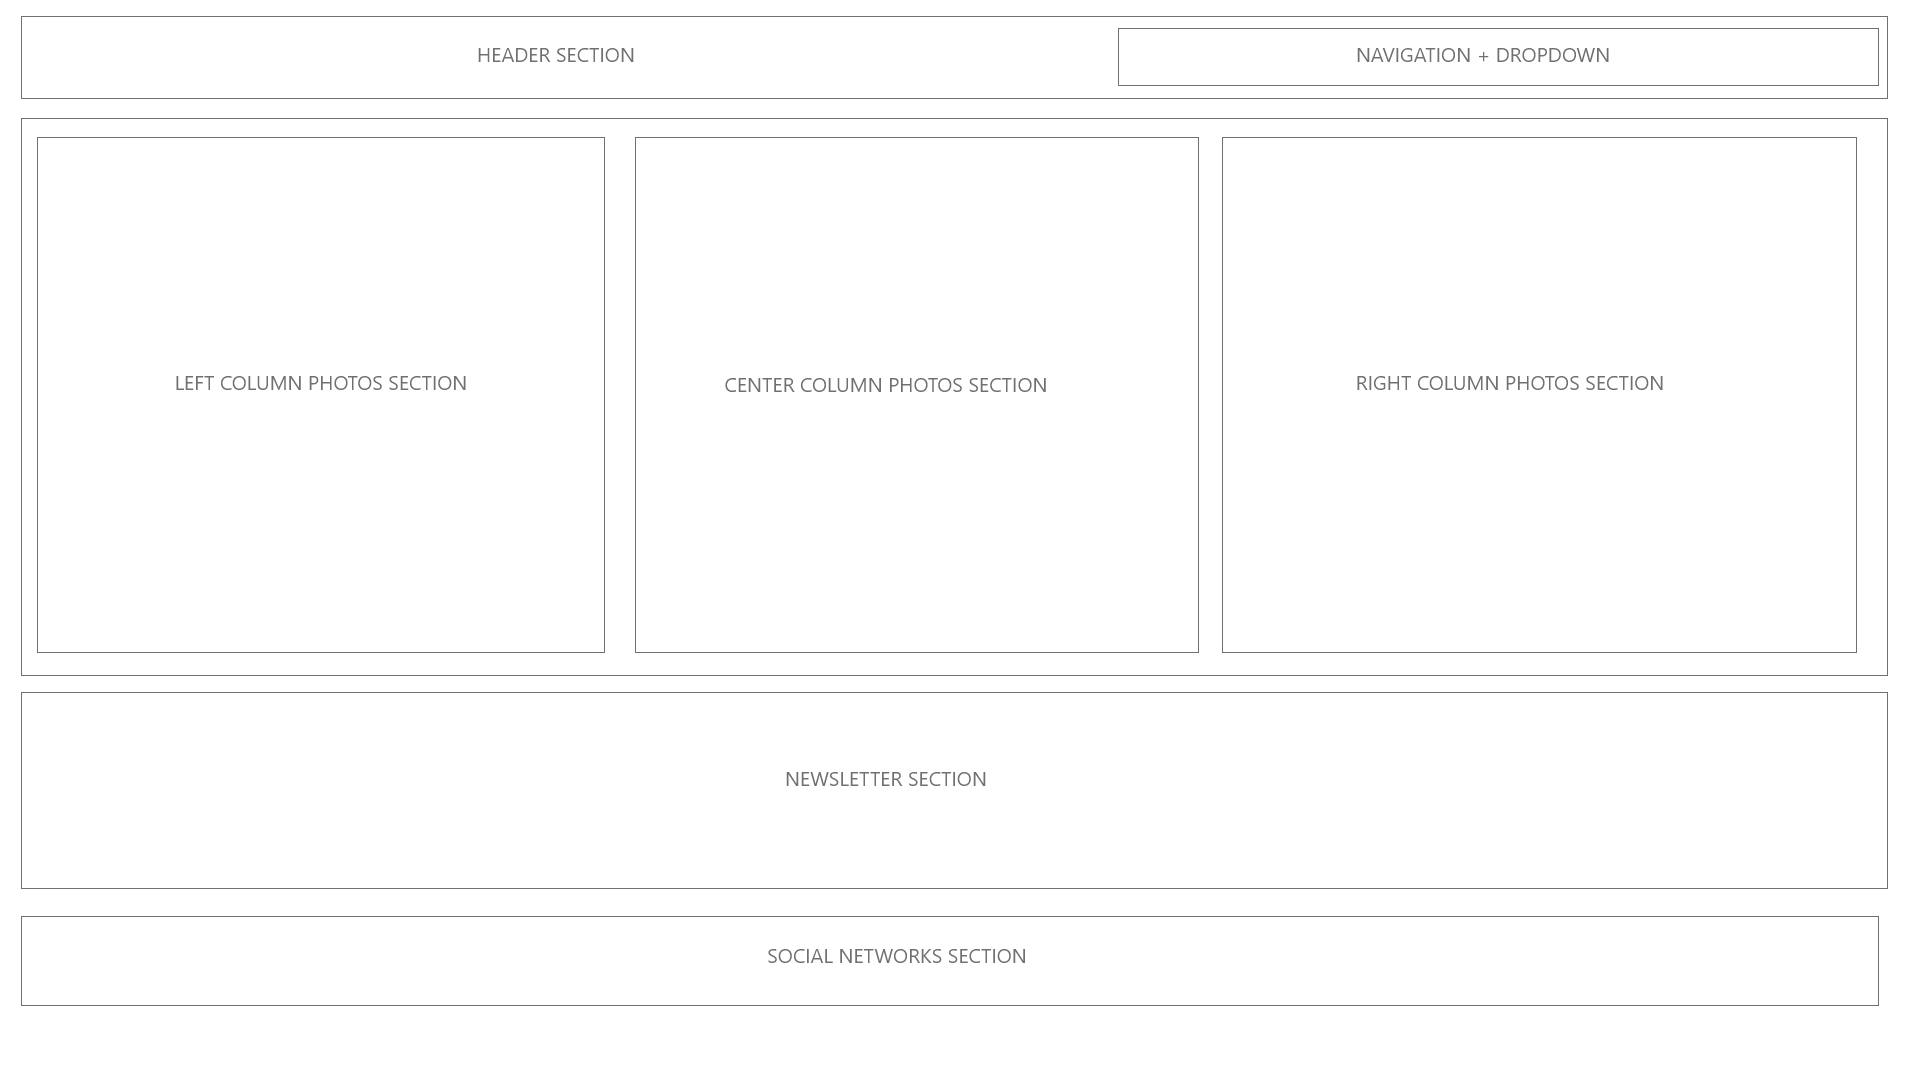 HEADER SECTION
NAVIGATION + DROPDOWN
LEFT COLUMN PHOTOS SECTION
CENTER COLUMN PHOTOS SECTION
RIGHT COLUMN PHOTOS SECTION
NEWSLETTER SECTION
SOCIAL NETWORKS SECTION